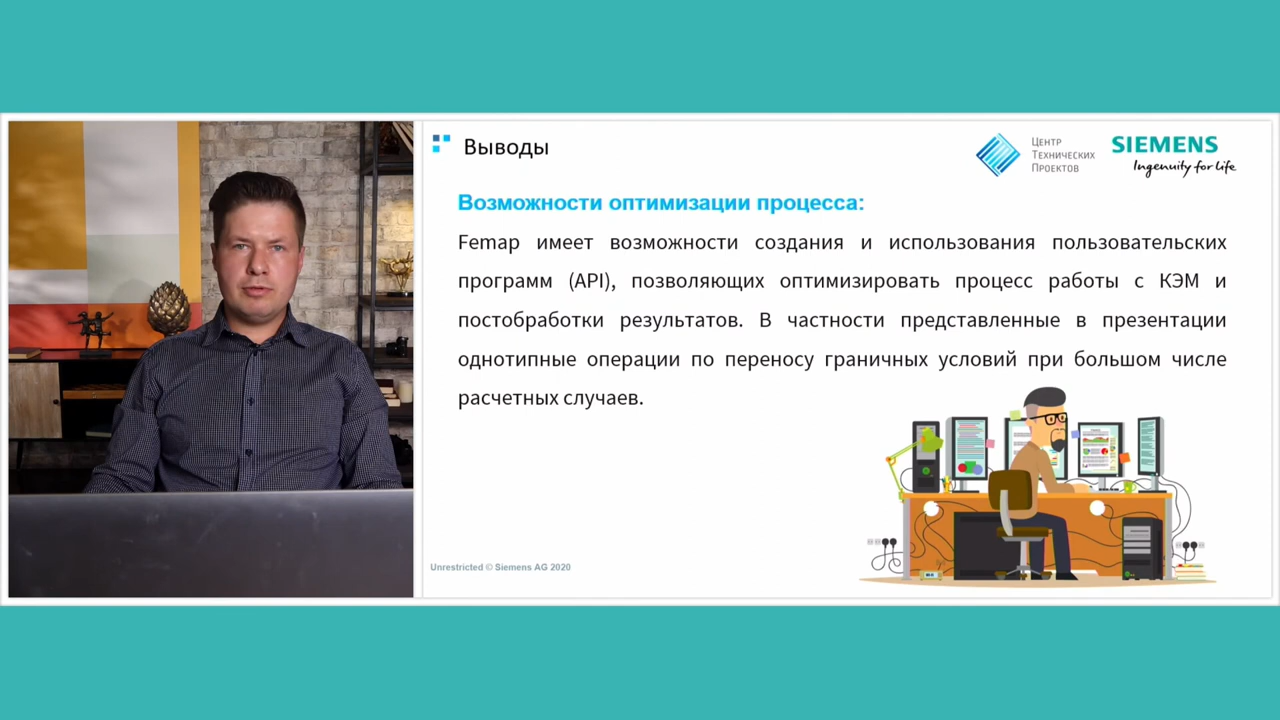 Выводы
ЦЕНТР
ТЕХНИЧЕСКИХ
ПРОЕКТОВ
SIEMENS
Ingenuity for Life
Возможности оптимизации процесса:
Femap имеет возможности создания и использования пользовательских
программ (API), позволяющих оптимизировать процесс работы с КЭМ и
постобработки результатов. В частности представленные в презентации
однотипные операции по переносу граничных условий при большом числе
расчетных случаев.
Unrestricted © Siemens AG 2020